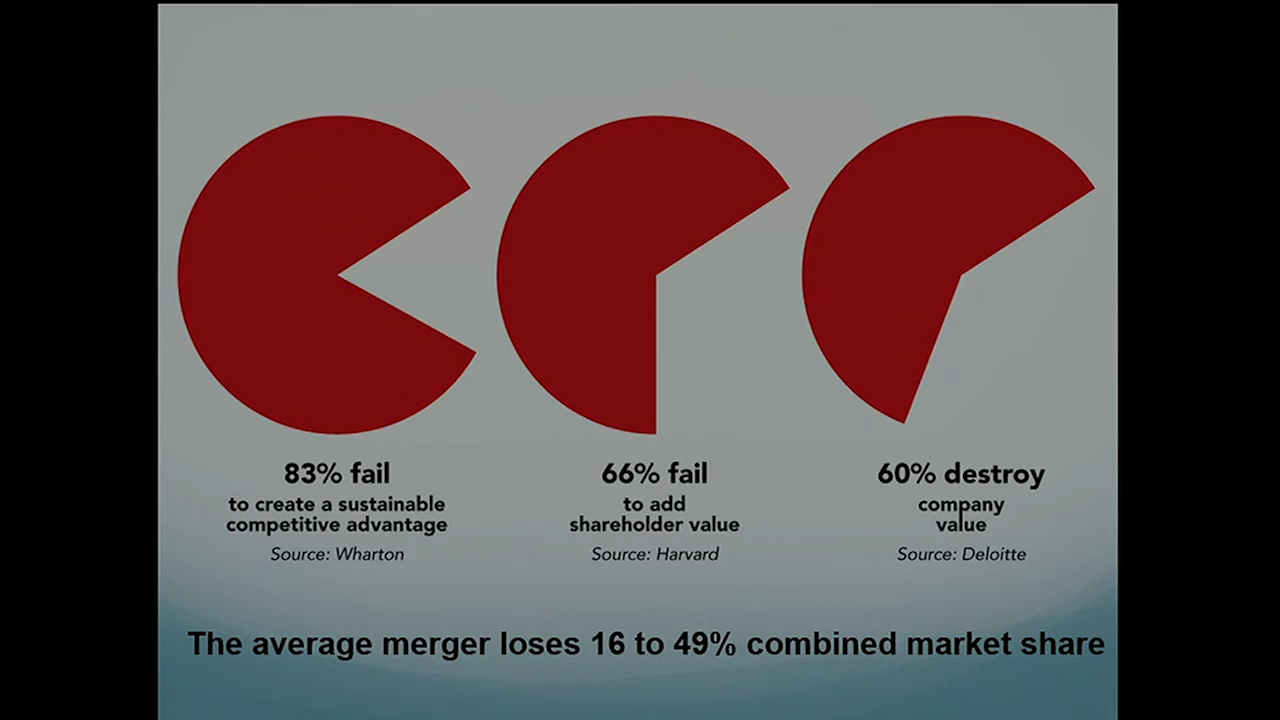 83% fail
to create a sustainable
competitive advantage
Source: Wharton
66% fail
to add
shareholder value
Source: Harvard
60% destroy
company
value
Source: Deloitte
The average merger loses 16 to 49% combined market share